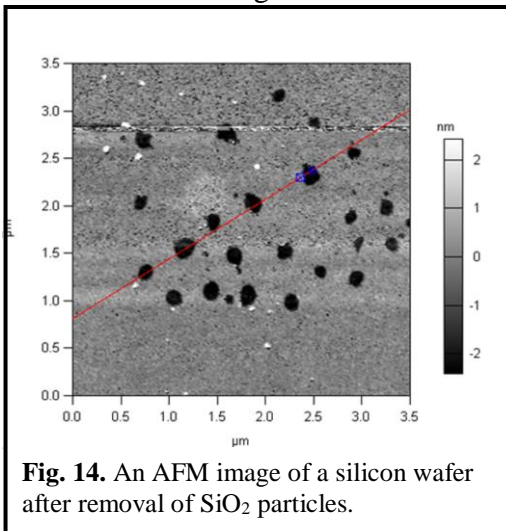 3.5
3.0
2.5
2.0
1.5
1.0
0.5
0.0
µm
0.0 0.5 1.0 1.5 2.0 2.5 3.0 3.5
µm
nm
2
1
0
-1
-2
Fig. 14. An AFM image of a silicon wafer
after removal of SiO₂ particles.